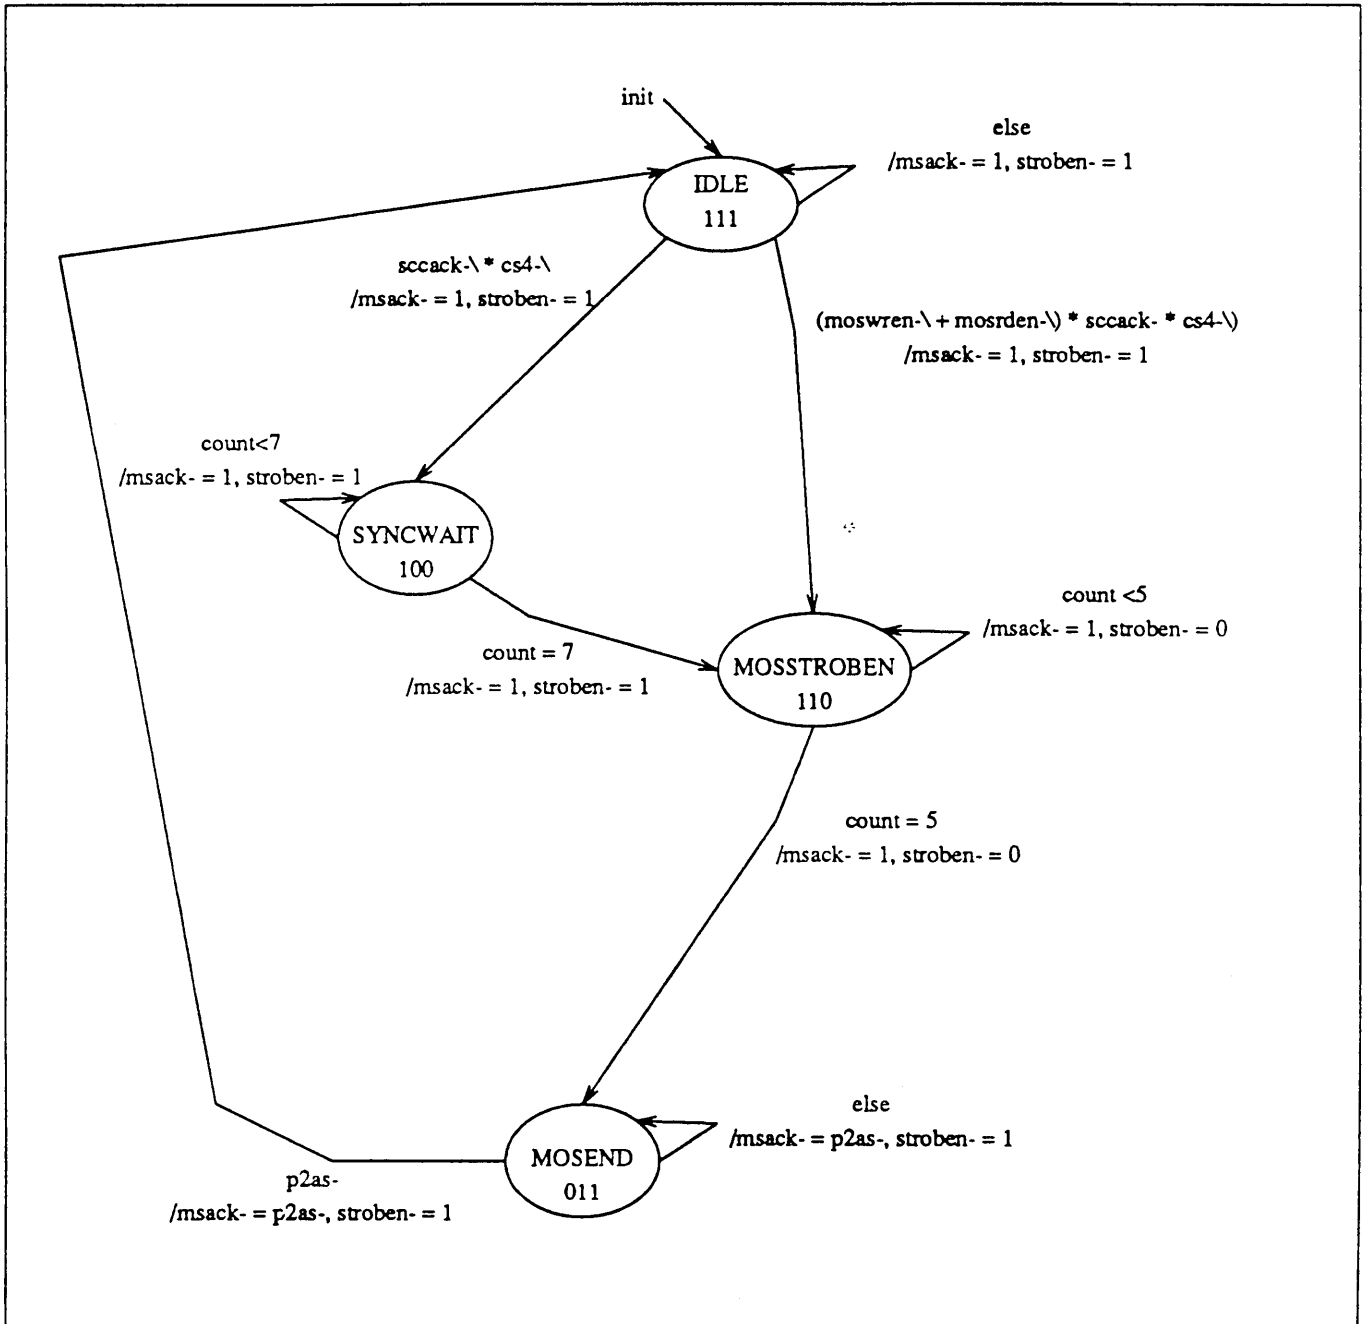 init
else
/msack- = 1, stroben- = 1
IDLE
111
sccack-\ * cs4-\
/msack- = 1, stroben- = 1
(moswren-\ + mosrden-\) * sccack- * cs4-\)
/msack- = 1, stroben- = 1
count<7
/msack- = 1, stroben- = 1
SYNCWAIT
100
count <5
/msack- = 1, stroben- = 0
count = 7
/msack- = 1, stroben- = 1
MOSSTROBEN
110
count = 5
/msack- = 1, stroben- = 0
else
/msack- = p2as-, stroben- = 1
MOSEND
011
p2as-
/msack- = p2as-, stroben- = 1